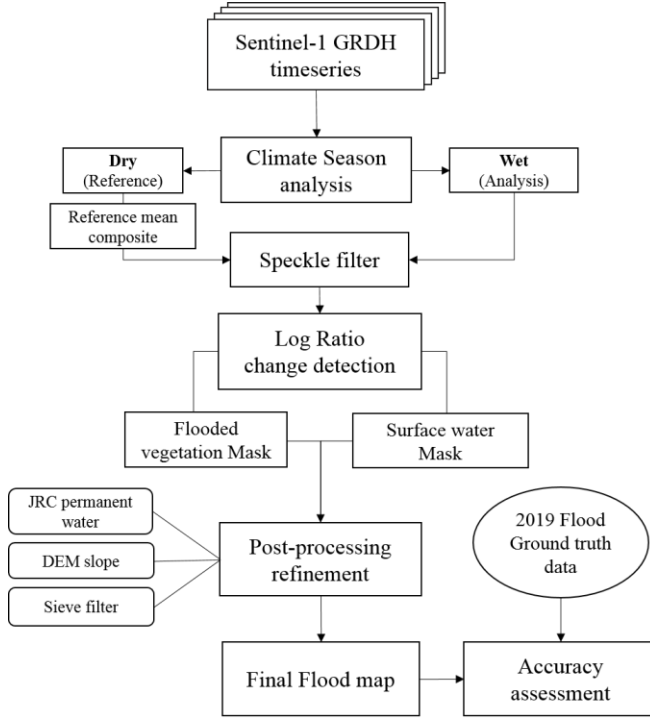 Sentinel-1 GRDH
timeseries
Climate Season
analysis
Dry
(Reference)
Wet
(Analysis)
Reference mean
composite
Speckle filter
Log Ratio
change detection
Flooded
vegetation Mask
Surface water
Mask
JRC permanent
water
DEM slope
Sieve filter
Post-processing
refinement
2019 Flood
Ground truth
data
Final Flood map
Accuracy
assessment